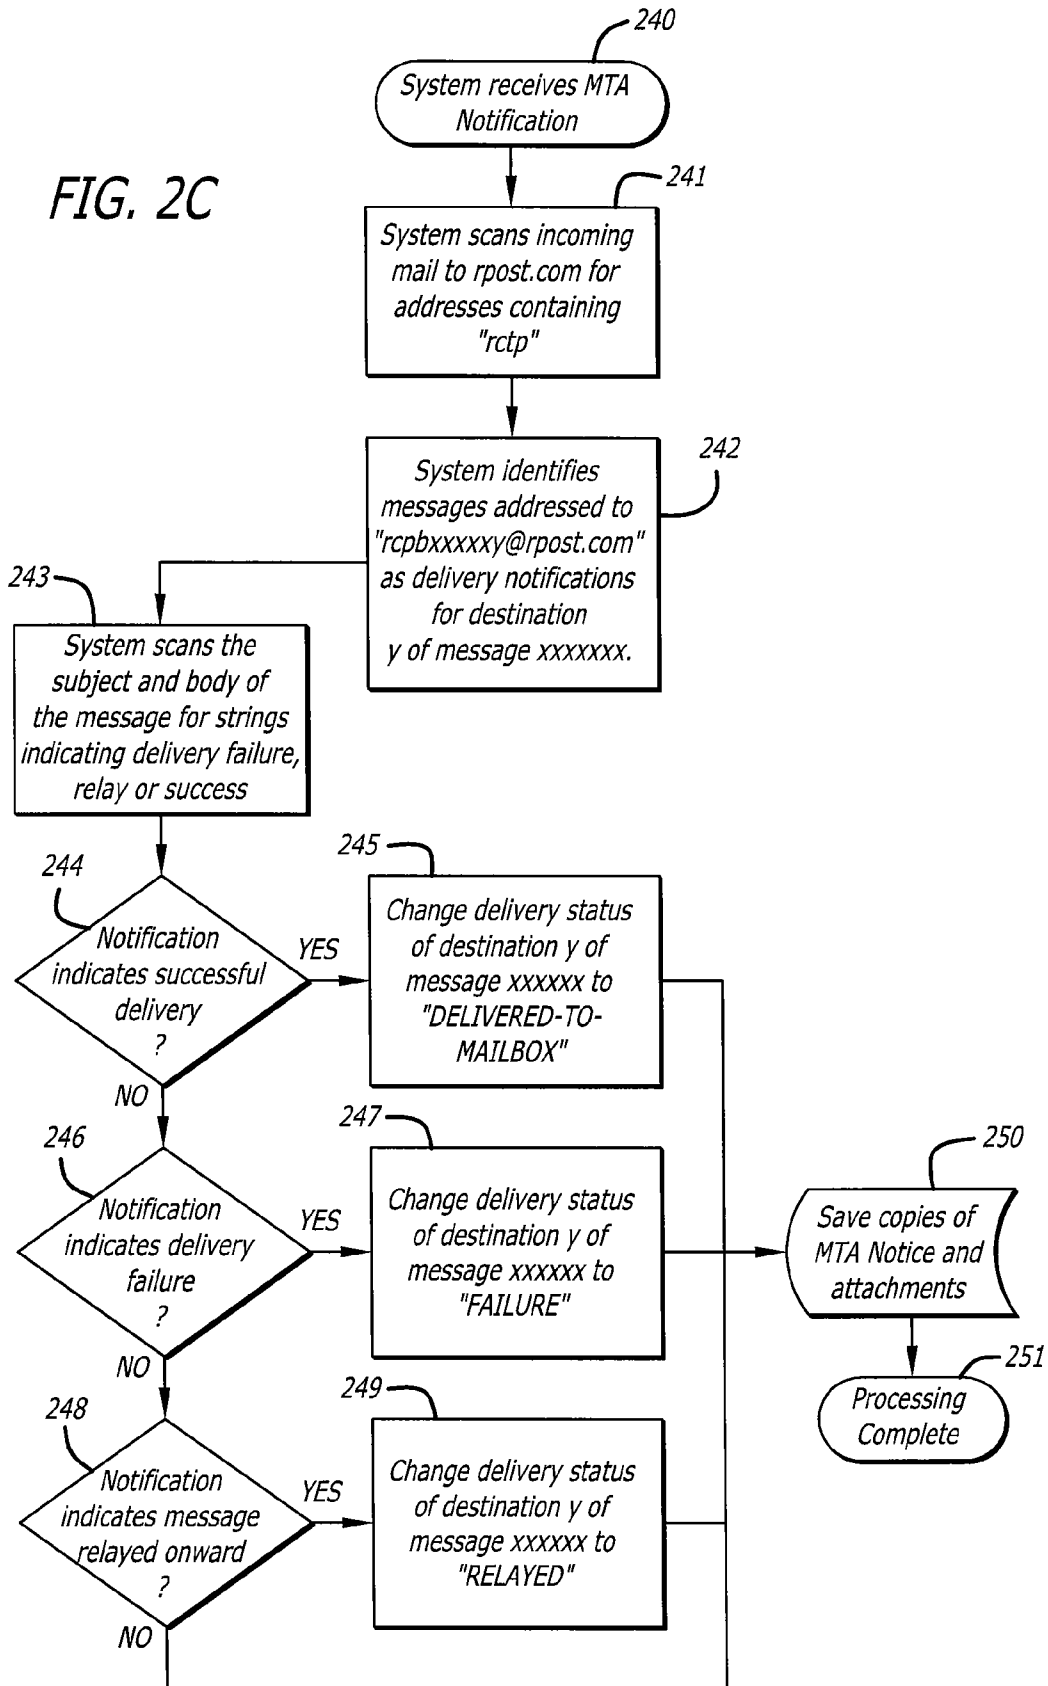 240
System receives MTA
Notification
FIG. 2C
241
System scans incoming
mail to rpost.com for
addresses containing
"rctp"
242
System identifies
messages addressed to
"rcpbxxxxxy@rpost.com"
as delivery notifications
for destination
y of message xxxxxxx.
243
System scans the
subject and body of
the message for strings
indicating delivery failure,
relay or success
244
Notification
indicates successful
delivery
?
YES
NO
245
Change delivery status
of destination y of
message xxxxxx to
"DELIVERED-TO-
MAILBOX"
246
Notification
indicates delivery
failure
?
YES
NO
247
Change delivery status
of destination y of
message xxxxxx to
"FAILURE"
248
Notification
indicates message
relayed onward
?
YES
NO
249
Change delivery status
of destination y of
message xxxxxx to
"RELAYED"
250
Save copies of
MTA Notice and
attachments
251
Processing
Complete